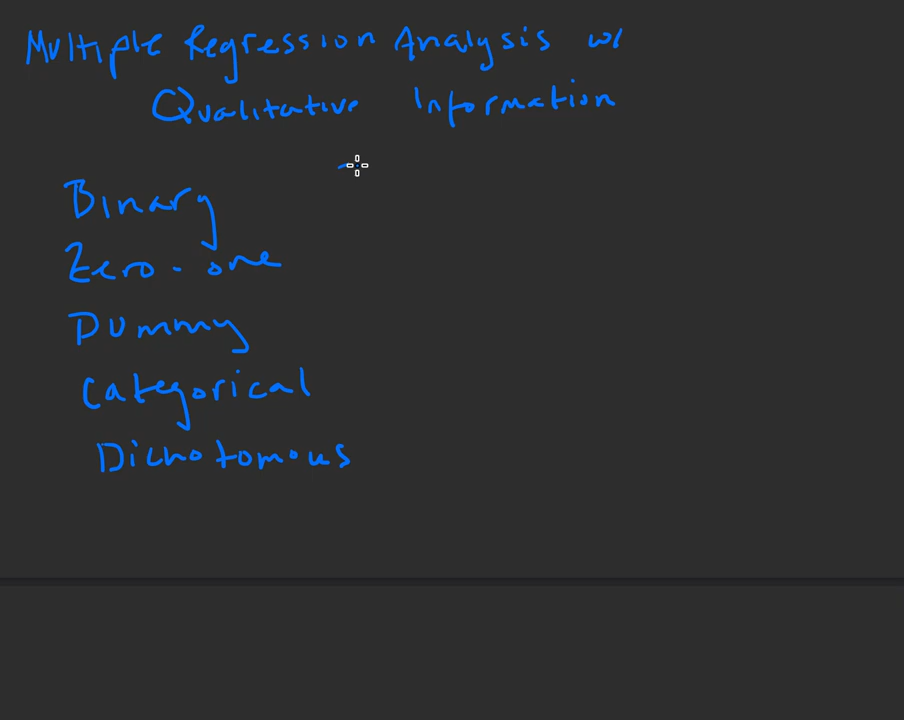 Multiple Regression Analysis w/
Qualitative Information
Binary
Zero-one
Dummy
Categorical
Dichotomous